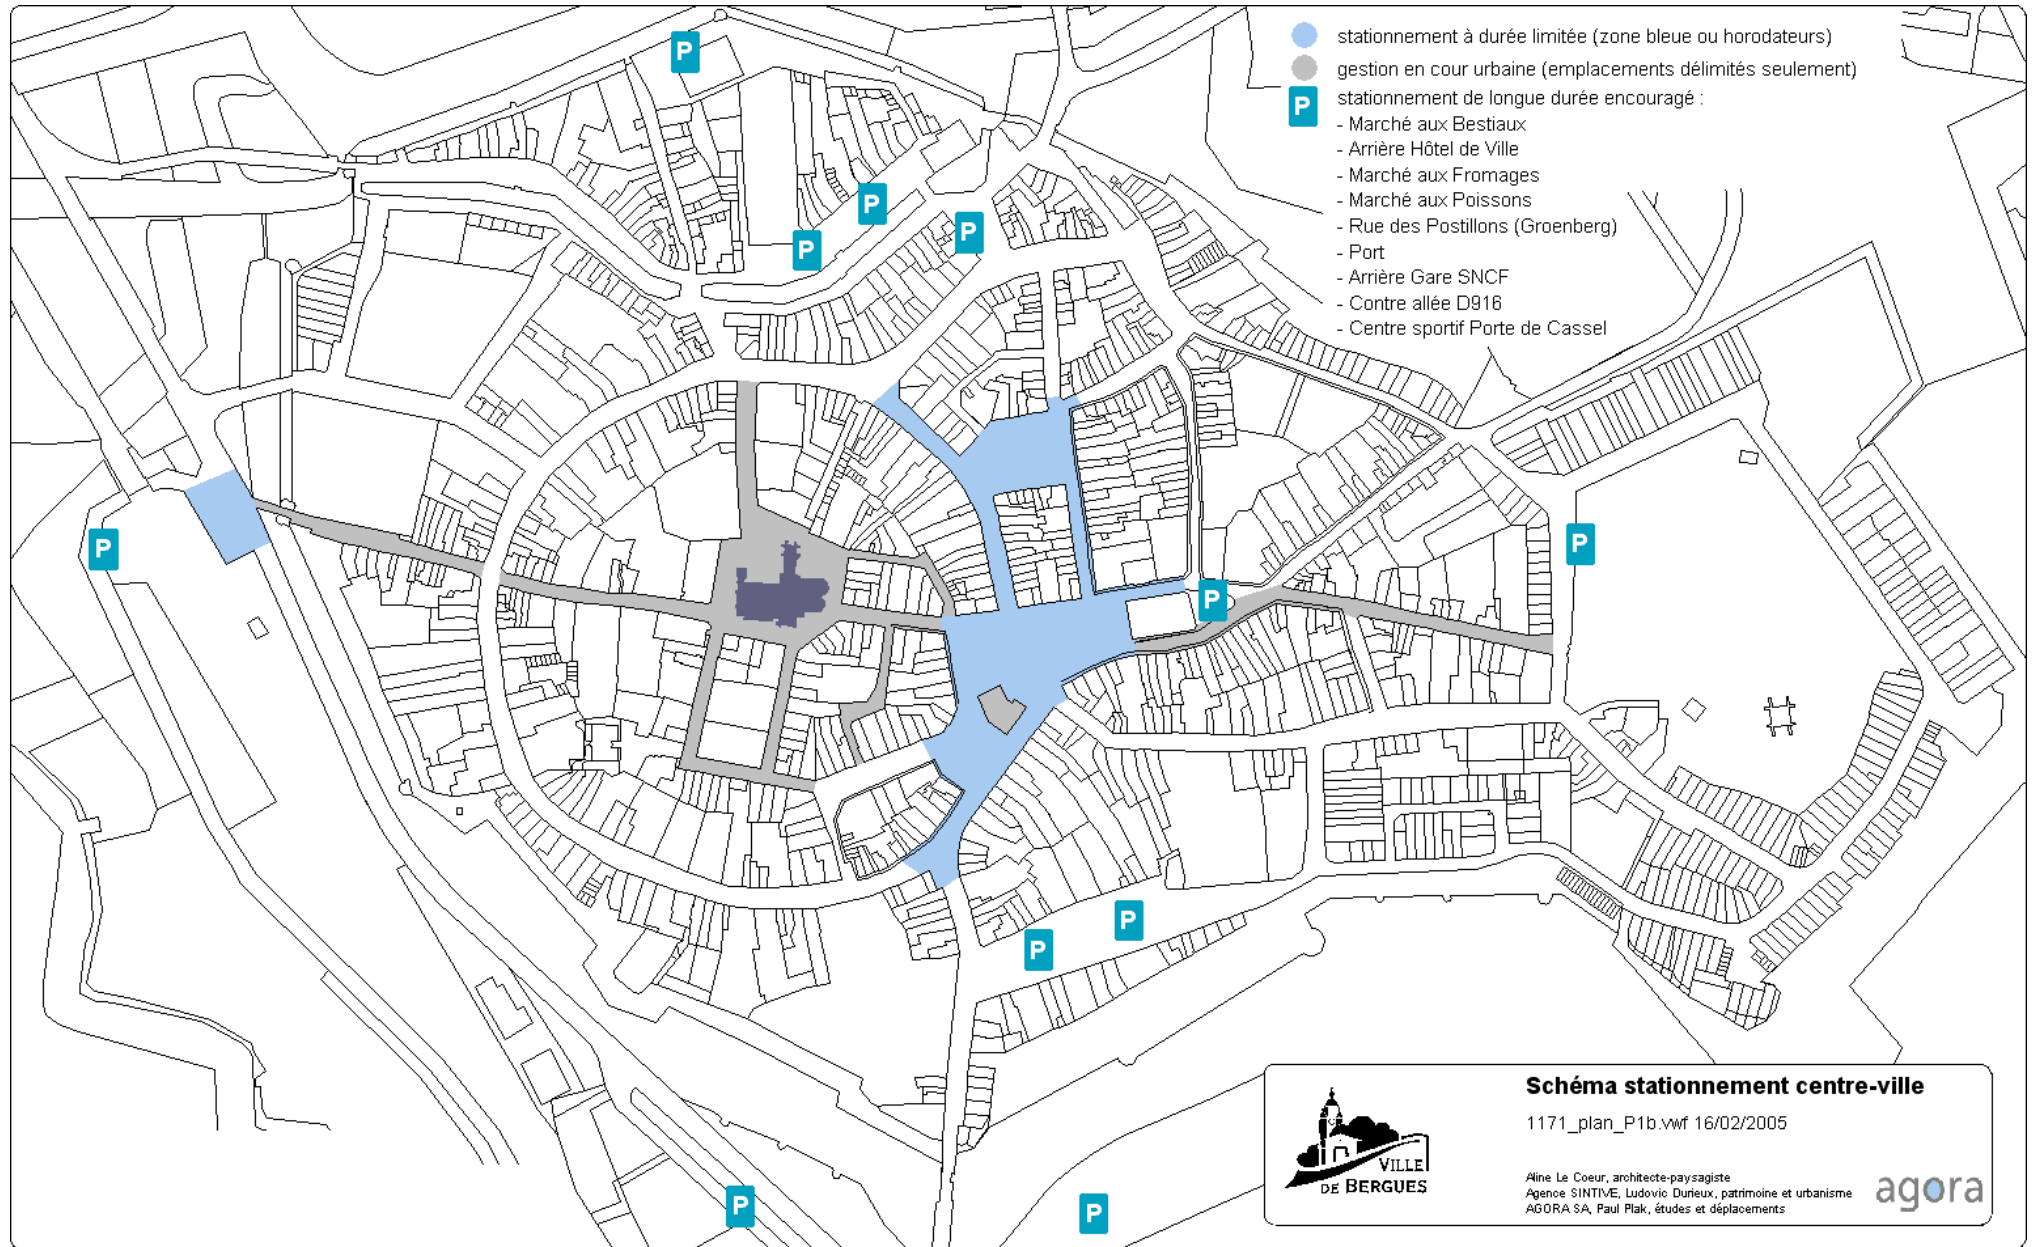 stationnement à durée limitée (zone bleue ou horodateurs)
gestion en cour urbaine (emplacements délimités seulement)
P stationnement de longue durée encouragé :
- Marché aux Bestiaux
- Arrière Hôtel de Ville
- Marché aux Fromages
- Marché aux Poissons
- Rue des Postillons (Groenberg)
- Port
- Arrière Gare SNCF
- Contre allée D916
- Centre sportif Porte de Cassel
P
P
P
P
P
P
P
P
P
P
P
VILLE
DE BERGUES
Schéma stationnement centre-ville
1171_plan_P1b.vwf 16/02/2005
Aline Le Coeur, architecte-paysagiste
Agence SINTIVE, Ludovic Durieux, patrimoine et urbanisme
AGORA SA, Paul Plak, études et déplacements
agora